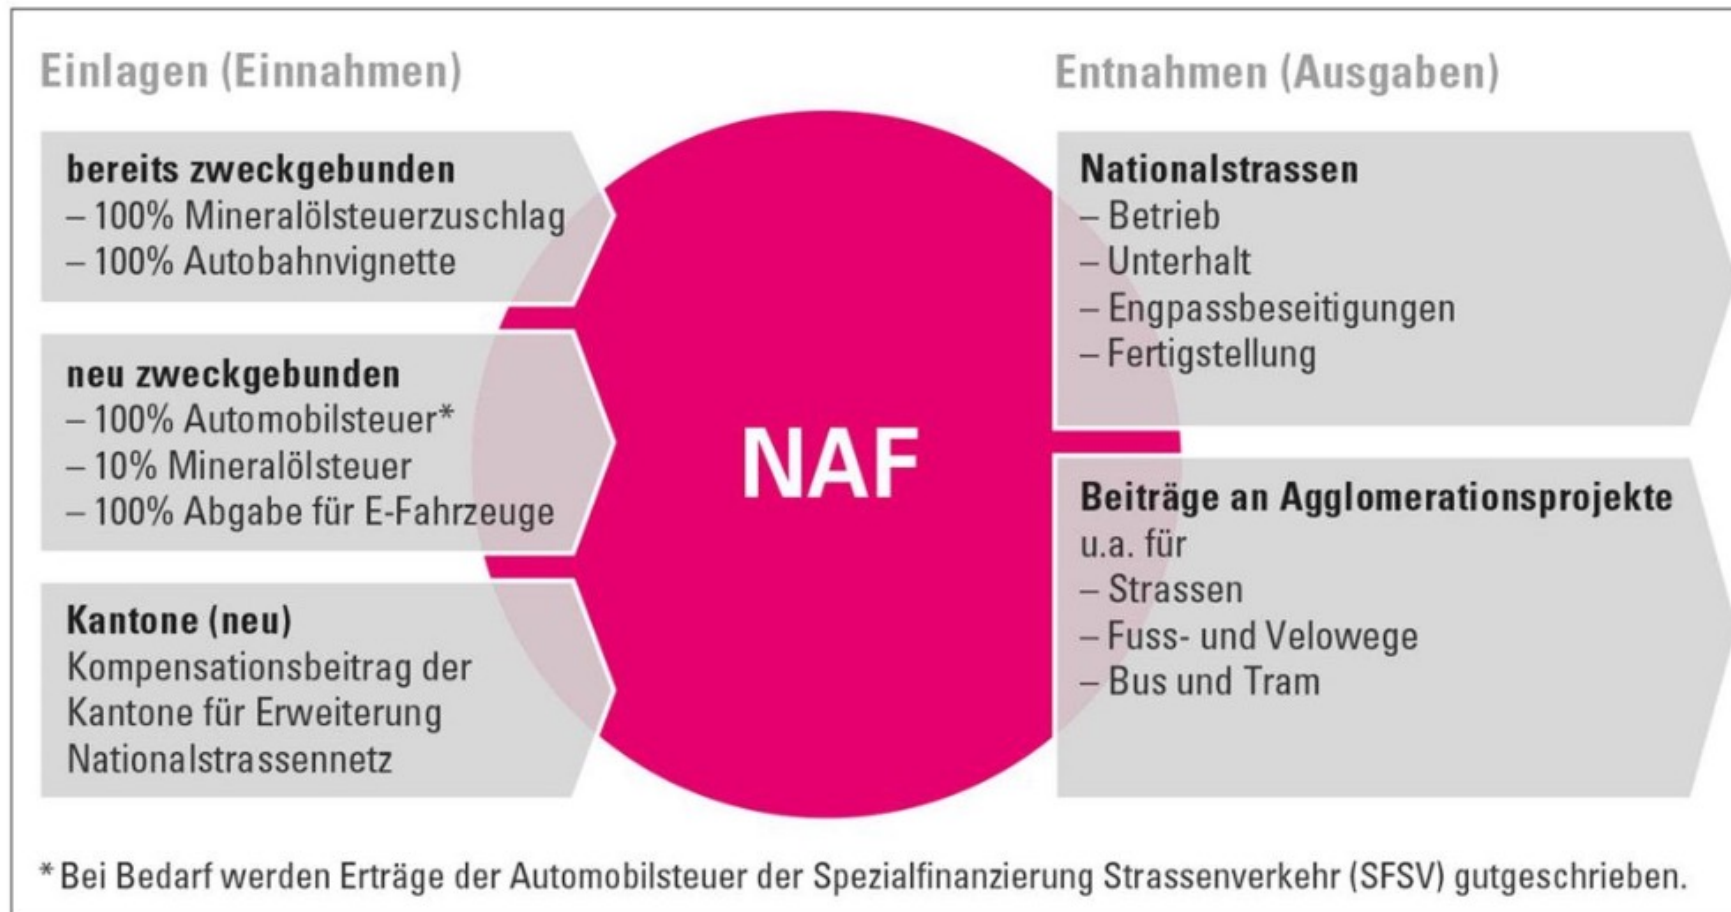 Einlagen (Einnahmen)
bereits zweckgebunden
– 100% Mineralölsteuerzuschlag
– 100% Autobahnvignette
neu zweckgebunden
– 100% Automobilsteuer*
– 10% Mineralölsteuer
– 100% Abgabe für E-Fahrzeuge
Kantone (neu)
Kompensationsbeitrag der
Kantone für Erweiterung
Nationalstrassennetz
NAF
Entnahmen (Ausgaben)
Nationalstrassen
– Betrieb
– Unterhalt
– Engpassbeseitigungen
– Fertigstellung
Beiträge an Agglomerationsprojekte
u.a. für
– Strassen
– Fuss- und Velowege
– Bus und Tram
* Bei Bedarf werden Erträge der Automobilsteuer der Spezialfinanzierung Strassenverkehr (SFSV) gutgeschrieben.